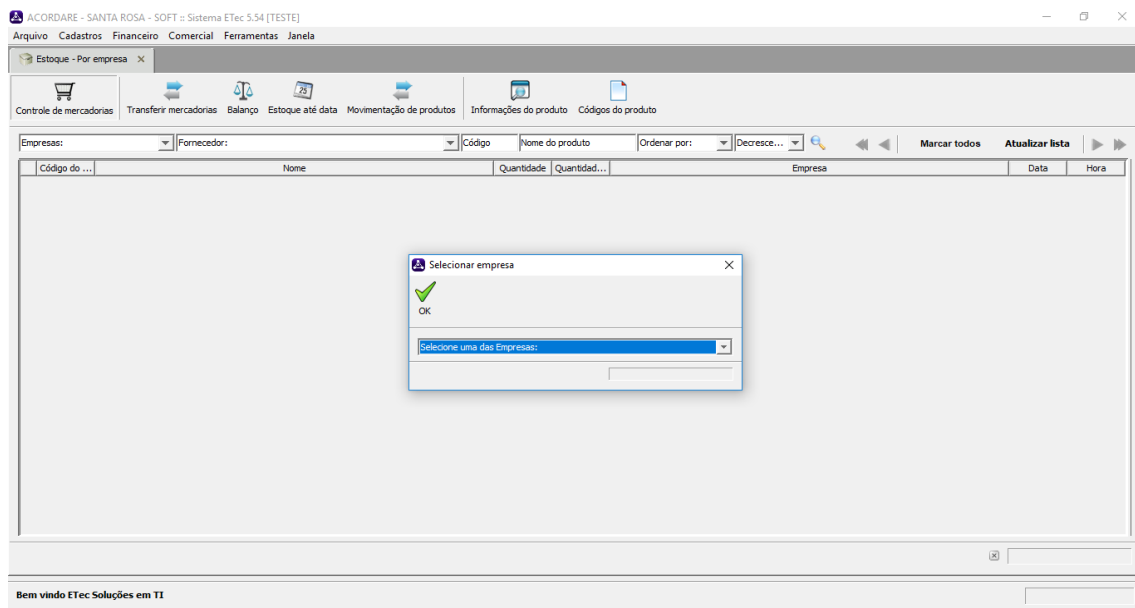 ACORDARE - SANTA ROSA - SOFT :: Sistema ETec 5.54 [TESTE]
Arquivo Cadastros Financeiro Comercial Ferramentas Janela
Estoque - Por empresa
25
Controle de mercadorias Transferir mercadorias Balanço Estoque até data Movimentação de produtos Informações do produto Códigos do produto
Empresas: Fornecedor: Código Nome do produto Ordenar por: Decresce... Marcar todos Atualizar lista
Código do ... Nome Quantidade Quantidad... Empresa Data Hora
Selecionar empresa
OK
Selecione uma das Empresas:
Bem vindo ETec Soluções em TI